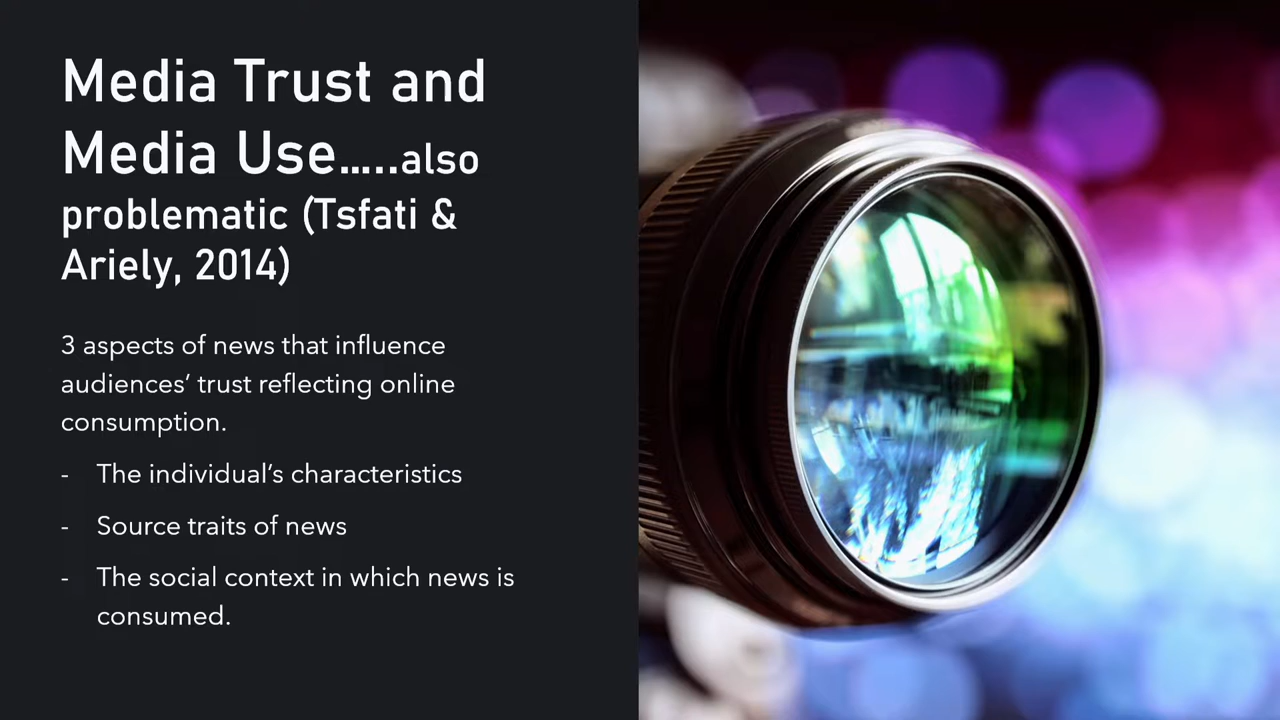 Media Trust and
Media Use.....also
problematic (Tsfati &
Ariely, 2014)
3 aspects of news that influence
audiences’ trust reflecting online
consumption.
- The individual’s characteristics
- Source traits of news
- The social context in which news is
consumed.